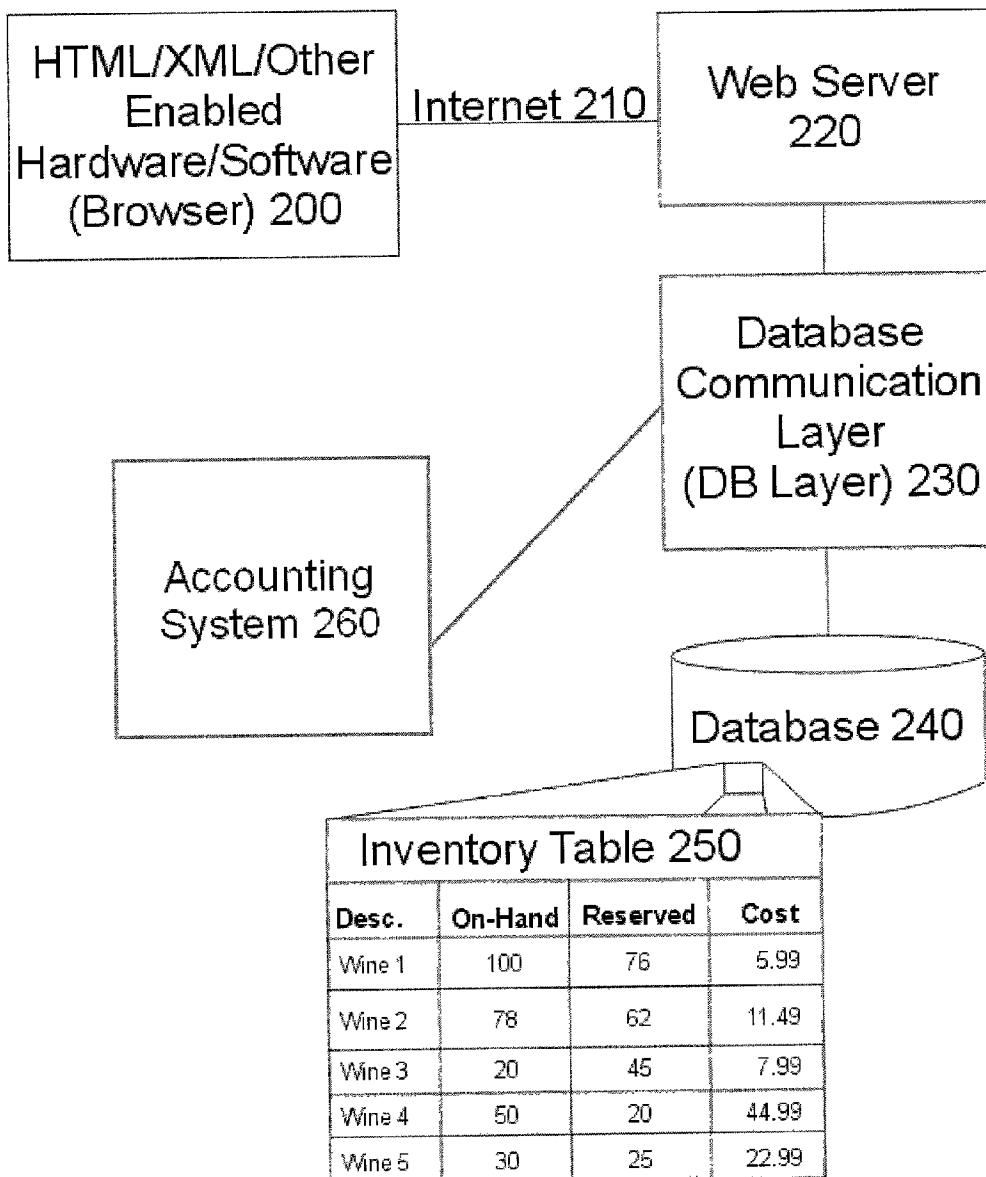 HTML/XML/Other
Enabled
Hardware/Software
(Browser) 200
Internet 210
Web Server
220
Database
Communication
Layer
(DB Layer) 230
Accounting
System 260
Database 240
Inventory Table 250
Desc. On-Hand Reserved Cost
Wine 1 100 76 5.99
Wine 2 78 62 11.49
Wine 3 20 45 7.99
Wine 4 50 20 44.99
Wine 5 30 25 22.99